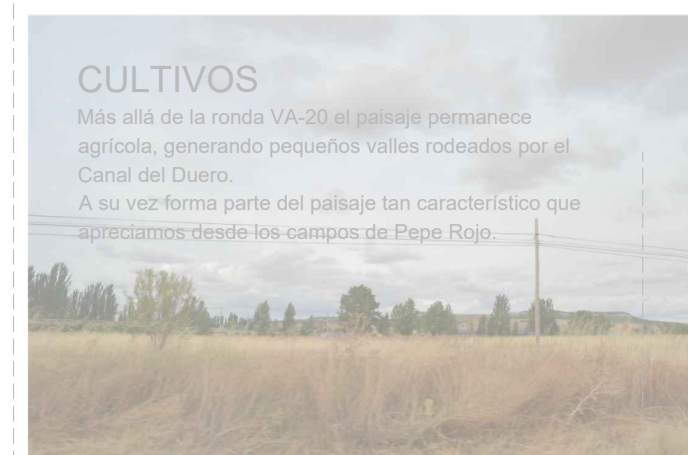 CULTIVOS
Más allá de la ronda VA-20 el paisaje permanece
agrícola, generando pequeños valles rodeados por el
Canal del Duero.
A su vez forma parte del paisaje tan característico que
apreciamos desde los campos de Pepe Rojo.